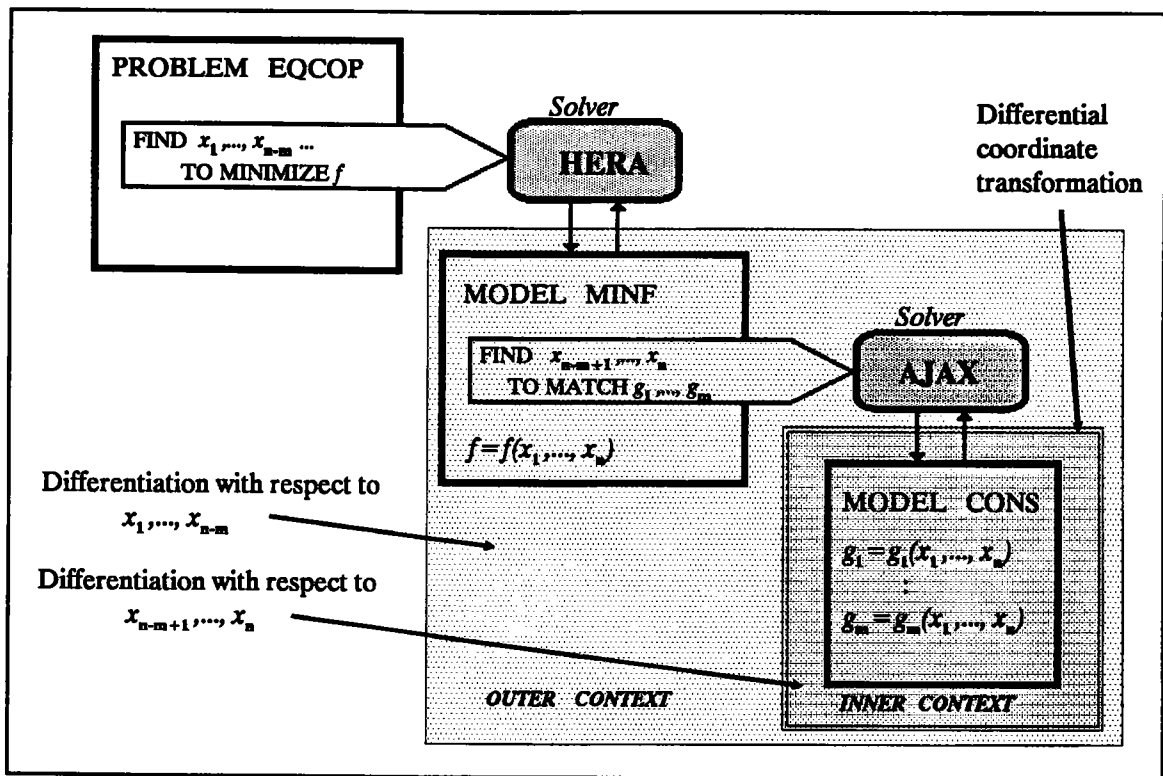 PROBLEM EQCOP
FIND x₁,..., xₙ₋ₘ ...
TO MINIMIZE f
Solver
HERA
Differential
coordinate
transformation
MODEL MINF
FIND xₙ₋ₘ₊₁,..., xₙ
TO MATCH g₁,..., gₘ
f=f(x₁,..., xₙ)
Solver
AJAX
MODEL CONS
g₁=g₁(x₁,..., xₙ)
:
gₘ=gₘ(x₁,..., xₙ)
Differentiation with respect to
x₁,..., xₙ₋ₘ
Differentiation with respect to
xₙ₋ₘ₊₁,..., xₙ
OUTER CONTEXT
INNER CONTEXT